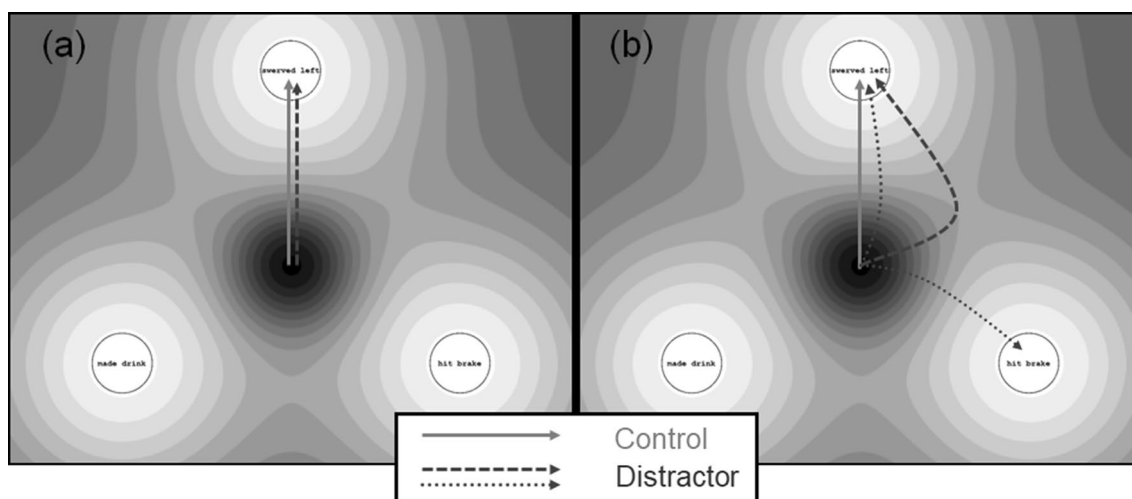 (a)
swerved left
made drink
hit brake
(b)
swerved left
made drink
hit brake
Control
Distractor